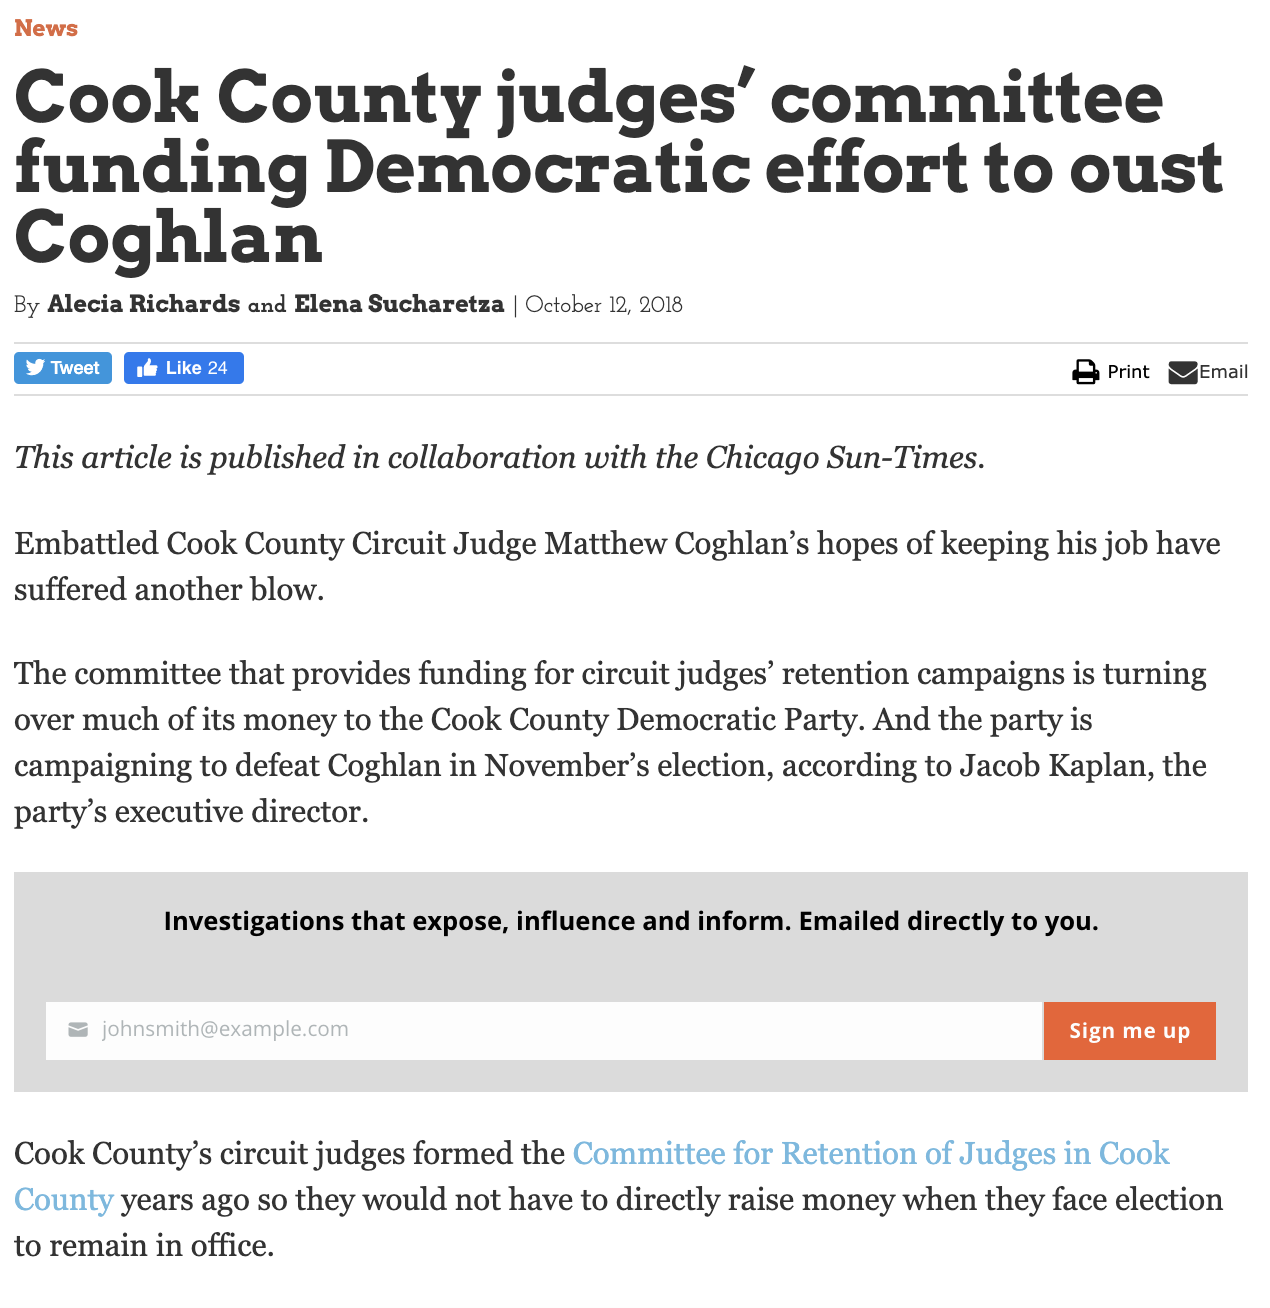 News
Cook County judges’ committee
funding Democratic effort to oust
Coghlan
By Alecia Richards and Elena Sucharetza | October 12, 2018
Tweet Like 24 Print Email
This article is published in collaboration with the Chicago Sun-Times.
Embattled Cook County Circuit Judge Matthew Coghlan’s hopes of keeping his job have
suffered another blow.
The committee that provides funding for circuit judges’ retention campaigns is turning
over much of its money to the Cook County Democratic Party. And the party is
campaigning to defeat Coghlan in November’s election, according to Jacob Kaplan, the
party’s executive director.
Investigations that expose, influence and inform. Emailed directly to you.
johnsmith@example.com Sign me up
Cook County’s circuit judges formed the Committee for Retention of Judges in Cook
County years ago so they would not have to directly raise money when they face election
to remain in office.